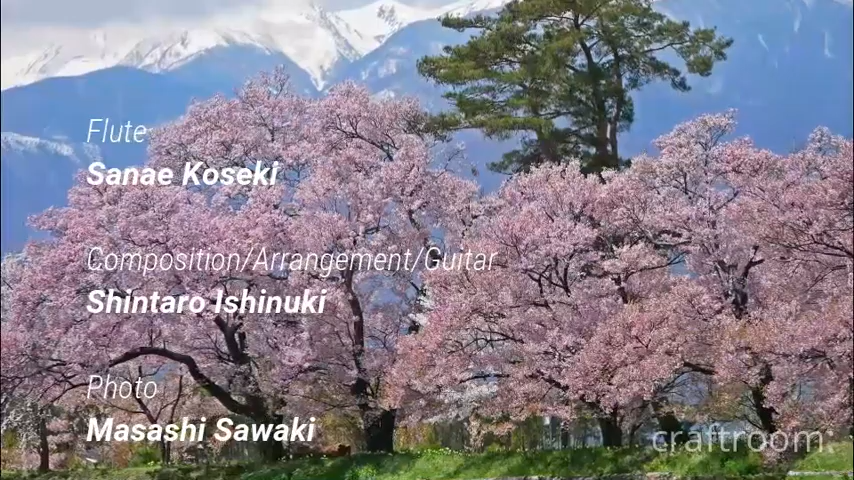 Flute
Sanae Koseki
Composition/Arrangement/Guitar
Shintaro Ishinuki
Photo
Masashi Sawaki
craftroom: